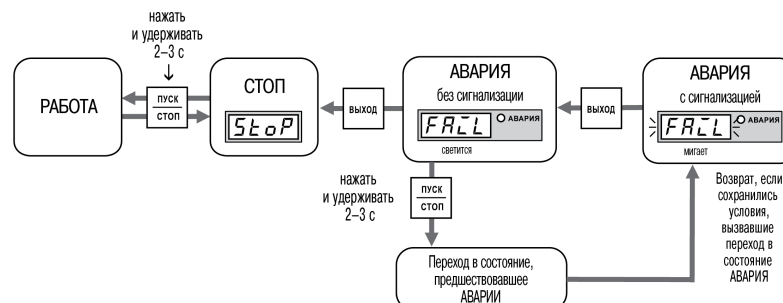 нажать
и удерживать
2–3 с
РАБОТА
ПУСК
СТОП
СТОП
StoP
ВЫХОД
АВАРИЯ
без сигнализации
FAIL
АВАРИЯ
светится
ВЫХОД
АВАРИЯ
с сигнализацией
FAIL
АВАРИЯ
мигает
нажать
и удерживать
2–3 с
ПУСК
СТОП
Переход в состояние,
предшествовавшее
АВАРИИ
Возврат, если
сохранились
условия,
вызвавшие
переход в
состояние
АВАРИЯ